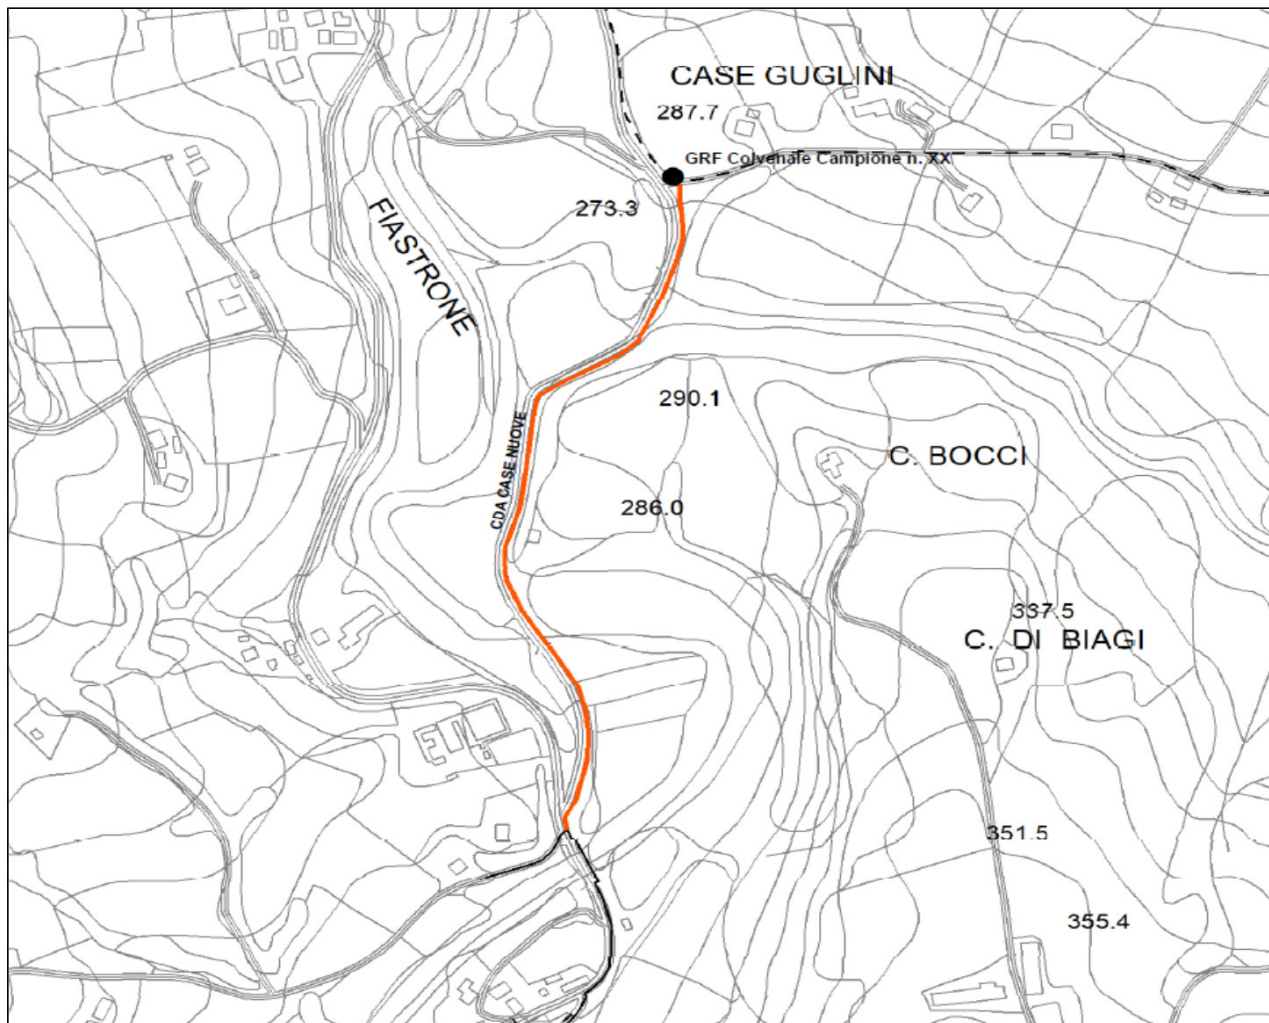 CASE GUGLINI
287.7
GRF Colvenale Campione n. XX
273.3
FIASTRONE
290.1
CDA CASE NUOVE
C. BOCCI
286.0
337.5
C. DI BIAGI
351.5
355.4